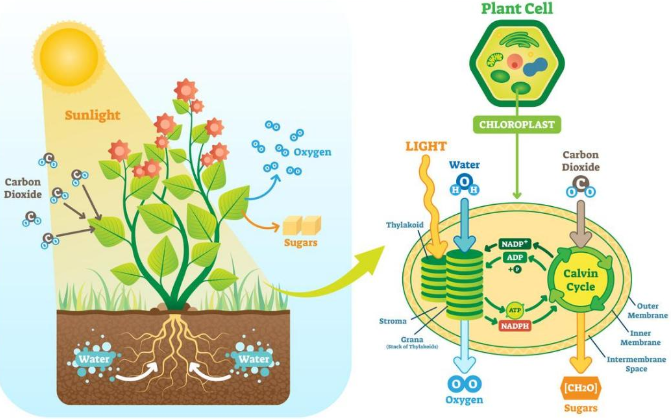 Sunlight
Carbon
Dioxide
C
O O
C
O O
C
O O
C
O O
Oxygen
Sugars
Water
Water
Plant Cell
CHLOROPLAST
LIGHT
Water
O
H H
Carbon
Dioxide
C
O O
Thylakoid
NADP+
ADP
+P
Calvin
Cycle
ATP
NADPH
Stroma
Grana
(Stack of Thylakoids)
Outer
Membrane
Inner
Membrane
Intermembrane
Space
O O
Oxygen
[CH2O]
Sugars